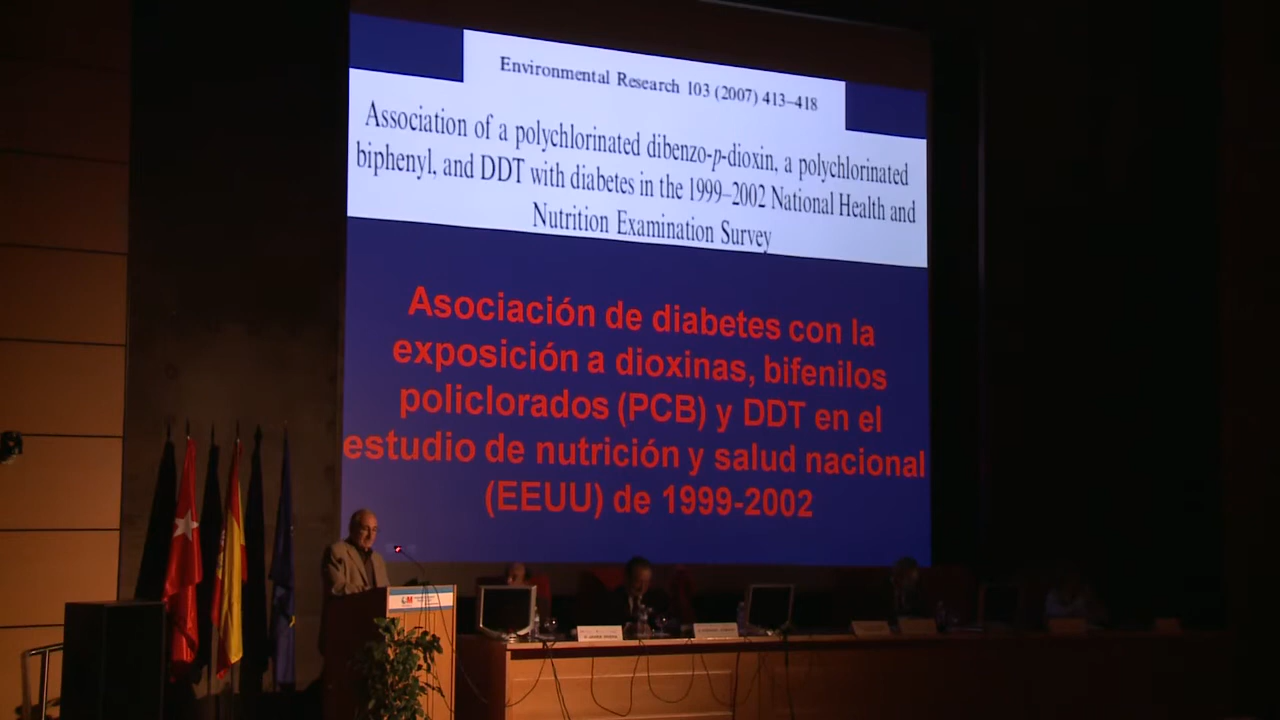 Environmental Research 103 (2007) 413–418
Association of a polychlorinated dibenzo-p-dioxin, a polychlorinated
biphenyl, and DDT with diabetes in the 1999–2002 National Health and
Nutrition Examination Survey
Asociación de diabetes con la
exposición a dioxinas, bifenilos
policlorados (PCB) y DDT en el
estudio de nutrición y salud nacional
(EEUU) de 1999-2002